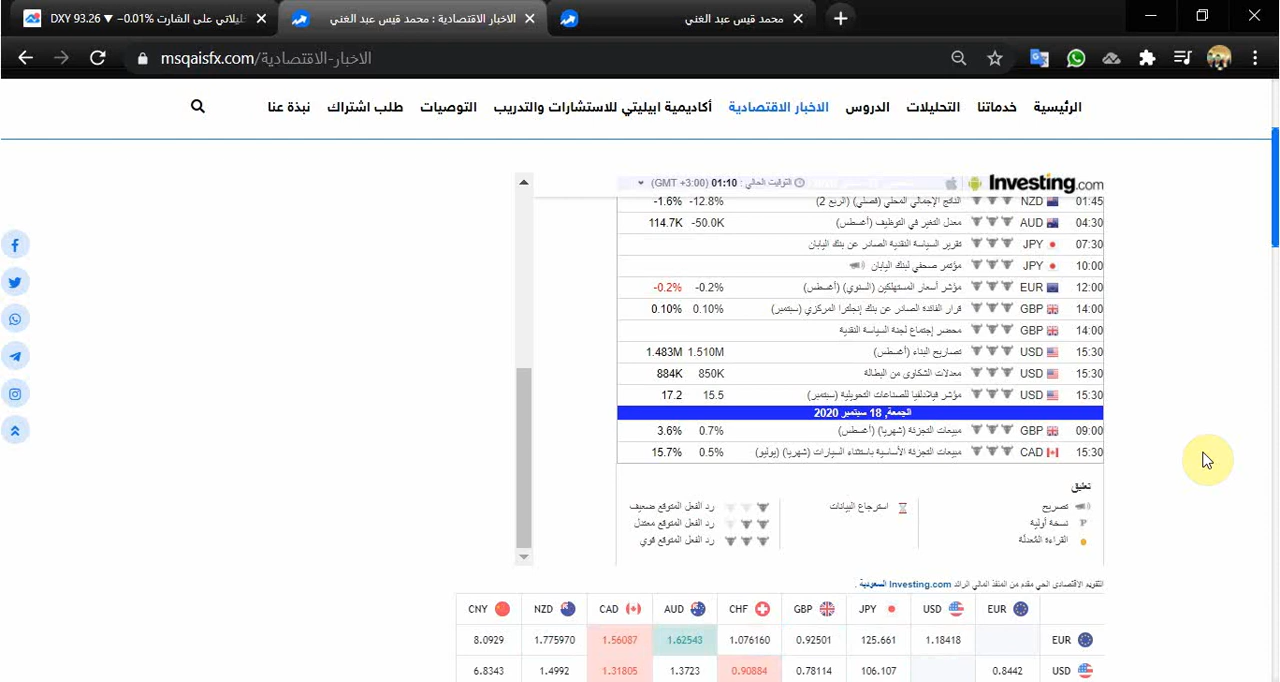 DXY 93.26 ▼ −0.01% ليلاتي على الشارت
الاخبار الاقتصادية : محمد قيس عبد الغني
محمد قيس عبد الغني
msqaisfx.com/الاخبار-الاقتصادية
الرئيسية خدماتنا التحليلات الدروس الاخبار الاقتصادية أكاديمية ابيليتي للاستشارات والتدريب التوصيات طلب اشتراك نبذة عنا
Investing.com التوقيت الحالي : 01:10 (GMT +3:00)
01:45 NZD الناتج الإجمالي المحلي (فصلي) (الربع 2) -12.8% -1.6%
04:30 AUD معدل التغير في التوظيف (أغسطس) -50.0K 114.7K
07:30 JPY تقرير السياسة النقدية الصادر عن بنك اليابان
10:00 JPY مؤتمر صحفي لبنك اليابان
12:00 EUR مؤشر أسعار المستهلكين (السنوي) (أغسطس) -0.2% -0.2%
14:00 GBP قرار الفائدة الصادر عن بنك إنجلترا المركزي (سبتمبر) 0.10% 0.10%
14:00 GBP محضر إجتماع لجنة السياسة النقدية
15:30 USD تصاريح البناء (أغسطس) 1.510M 1.483M
15:30 USD معدلات الشكاوى من البطالة 850K 884K
15:30 USD مؤشر فيلادلفيا للصناعات التحويلية (سبتمبر) 15.5 17.2
الجمعة, 18 سبتمبر 2020
09:00 GBP مبيعات التجزئة (شهريا) (أغسطس) 0.7% 3.6%
15:30 CAD مبيعات التجزئة الأساسية باستثناء السيارات (شهريا) (يوليو) 0.5% 15.7%
تعليق
تصريح استرجاع البيانات رد الفعل المتوقع ضعيف
P نسخة أولية رد الفعل المتوقع معتدل
القراءة المُعدلّة رد الفعل المتوقع قوي
التقويم الاقتصادى الحي مقدم من المنفذ المالي الرائد Investing.com السعودية .
EUR USD JPY GBP CHF AUD CAD NZD CNY
EUR 1.18418 125.661 0.92501 1.076160 1.62543 1.56087 1.775970 8.0929
USD 0.8442 106.107 0.78114 0.90884 1.3723 1.31805 1.4992 6.8343